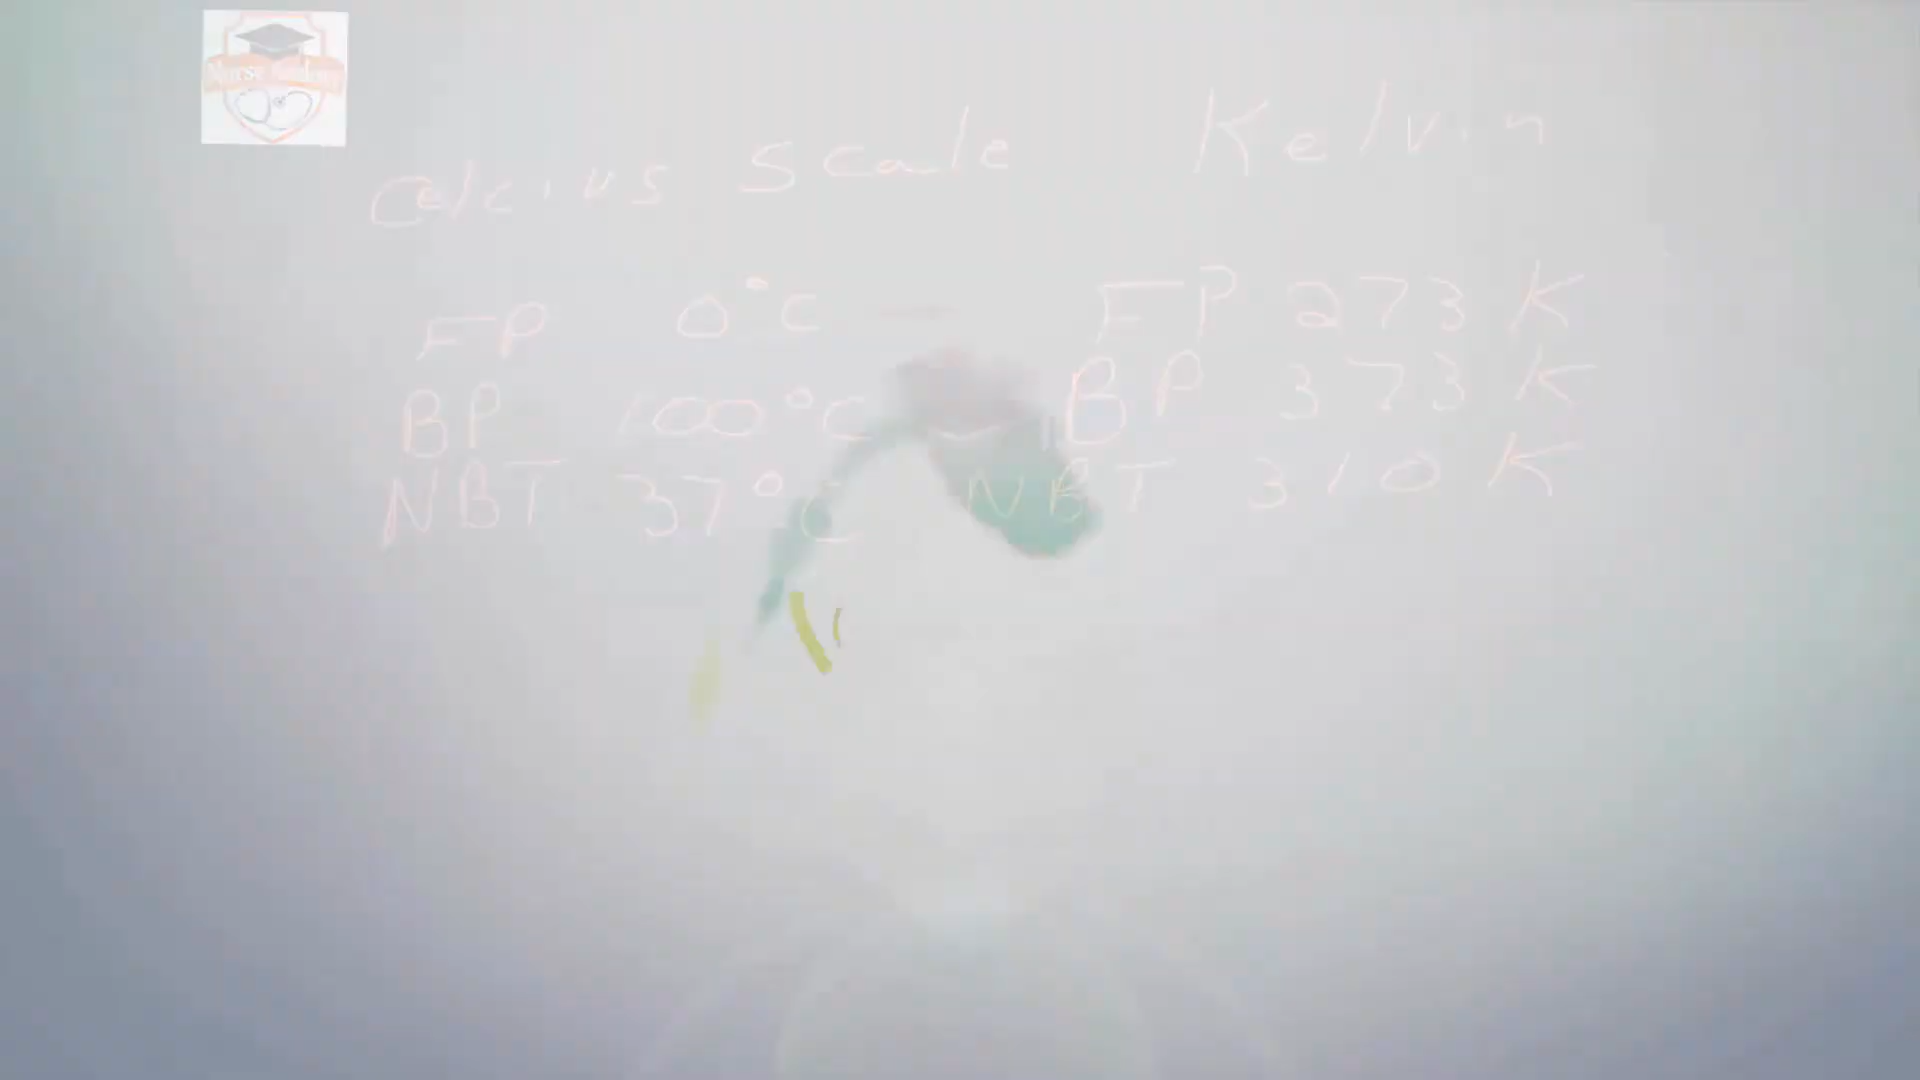 Celcius Scale Kelvin
FP 0°C FP 273 K
BP 100°C BP 373 K
NBT 37°C NBT 310 K